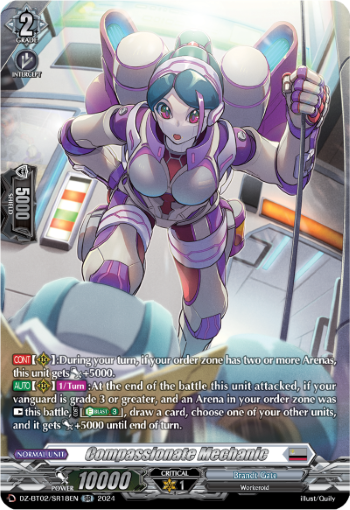 2
GRADE
INTERCEPT
5000
SHIELD
CONT【】:During your turn, if your order zone has two or more Arenas,
this unit gets +5000.
AUTO【】 1/Turn :At the end of the battle this unit attacked, if your
vanguard is grade 3 or greater, and an Arena in your order zone was
this battle [ BLAST 3 ], draw a card, choose one of your other units,
and it gets +5000 until end of turn.
NORMAL UNIT
Compassionate Mechanic
POWER 10000 CRITICAL 1
Brandt Gate
Workeroid
DZ-BT02/SR18EN SR 2024
illust/Quily